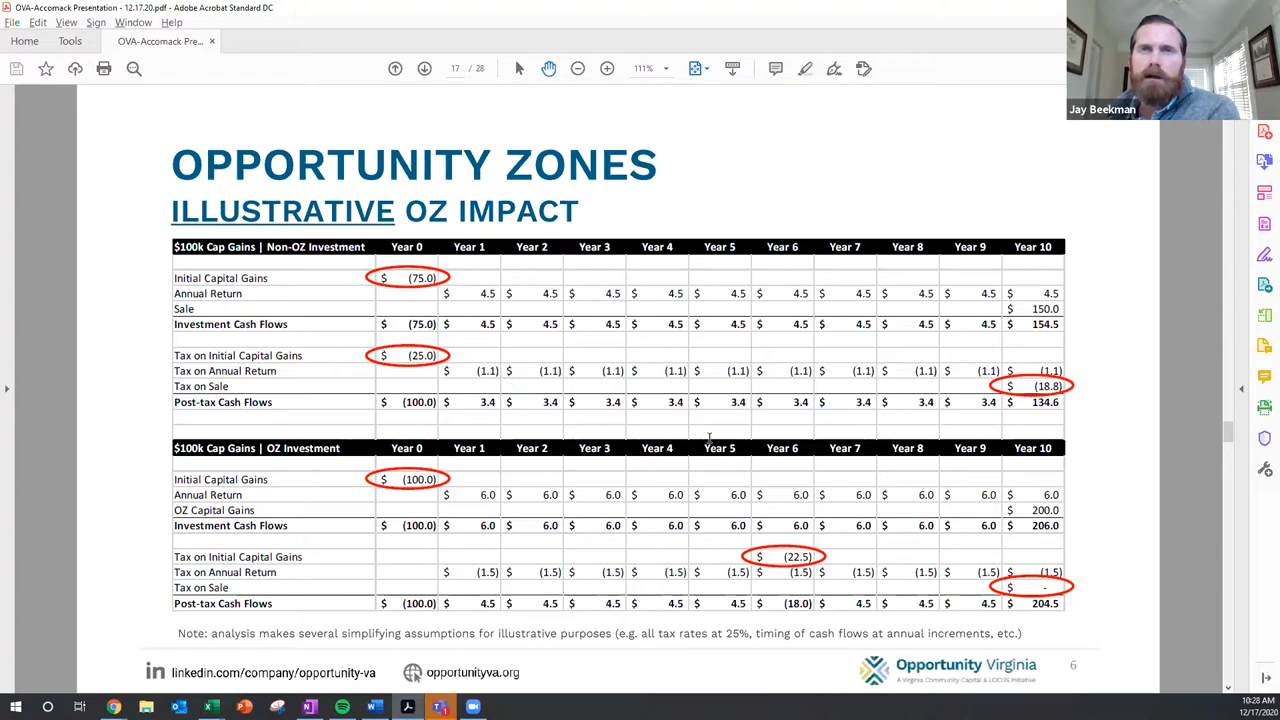 OVA-Accomack Presentation - 12.17.20.pdf - Adobe Acrobat Standard DC
File Edit View Sign Window Help
Home Tools OVA-Accomack Pre... ×
17 / 28 111%
Jay Beekman
OPPORTUNITY ZONES
ILLUSTRATIVE OZ IMPACT
$100k Cap Gains | Non-OZ Investment Year 0 Year 1 Year 2 Year 3 Year 4 Year 5 Year 6 Year 7 Year 8 Year 9 Year 10
Initial Capital Gains $ (75.0)
Annual Return $ 4.5 $ 4.5 $ 4.5 $ 4.5 $ 4.5 $ 4.5 $ 4.5 $ 4.5 $ 4.5 $ 4.5
Sale $ 150.0
Investment Cash Flows $ (75.0) $ 4.5 $ 4.5 $ 4.5 $ 4.5 $ 4.5 $ 4.5 $ 4.5 $ 4.5 $ 4.5 $ 154.5
Tax on Initial Capital Gains $ (25.0)
Tax on Annual Return $ (1.1) $ (1.1) $ (1.1) $ (1.1) $ (1.1) $ (1.1) $ (1.1) $ (1.1) $ (1.1) $ (1.1)
Tax on Sale $ (18.8)
Post-tax Cash Flows $ (100.0) $ 3.4 $ 3.4 $ 3.4 $ 3.4 $ 3.4 $ 3.4 $ 3.4 $ 3.4 $ 3.4 $ 134.6
$100k Cap Gains | OZ Investment Year 0 Year 1 Year 2 Year 3 Year 4 Year 5 Year 6 Year 7 Year 8 Year 9 Year 10
Initial Capital Gains $ (100.0)
Annual Return $ 6.0 $ 6.0 $ 6.0 $ 6.0 $ 6.0 $ 6.0 $ 6.0 $ 6.0 $ 6.0 $ 6.0
OZ Capital Gains $ 200.0
Investment Cash Flows $ (100.0) $ 6.0 $ 6.0 $ 6.0 $ 6.0 $ 6.0 $ 6.0 $ 6.0 $ 6.0 $ 6.0 $ 206.0
Tax on Initial Capital Gains $ (22.5)
Tax on Annual Return $ (1.5) $ (1.5) $ (1.5) $ (1.5) $ (1.5) $ (1.5) $ (1.5) $ (1.5) $ (1.5) $ (1.5)
Tax on Sale $ -
Post-tax Cash Flows $ (100.0) $ 4.5 $ 4.5 $ 4.5 $ 4.5 $ 4.5 $ (18.0) $ 4.5 $ 4.5 $ 4.5 $ 204.5
Note: analysis makes several simplifying assumptions for illustrative purposes (e.g. all tax rates at 25%, timing of cash flows at annual increments, etc.)
in linkedin.com/company/opportunity-va opportunityva.org Opportunity Virginia 6
A Virginia Community Capital & LOCUS Initiative
10:28 AM
12/17/2020